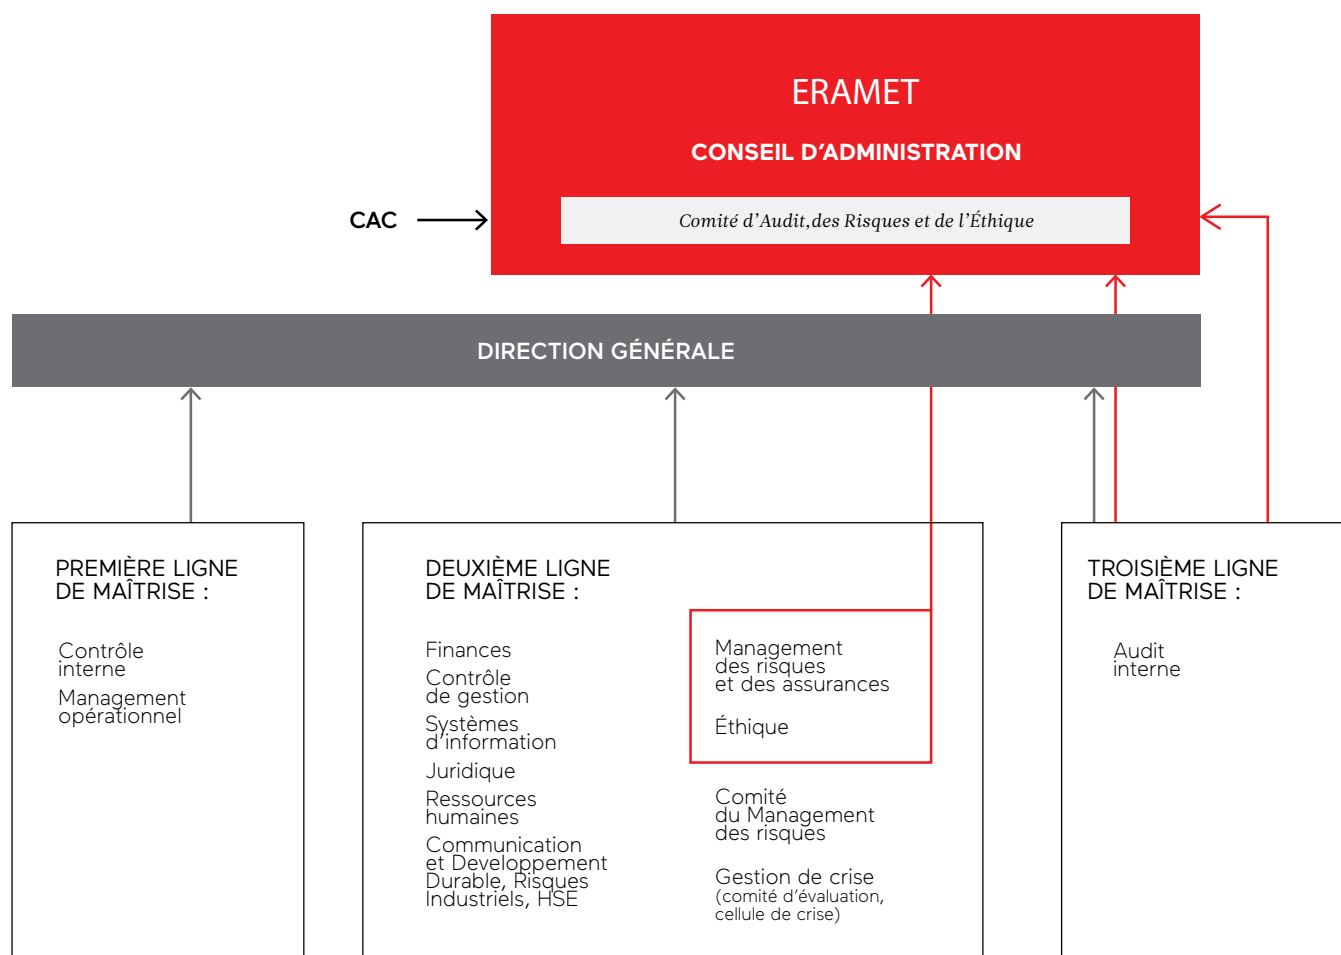 ERAMET
CONSEIL D'ADMINISTRATION
CAC
Comité d'Audit,des Risques et de l'Éthique
DIRECTION GÉNÉRALE
PREMIÈRE LIGNE
DE MAÎTRISE :
Contrôle
interne
Management
opérationnel
DEUXIÈME LIGNE
DE MAÎTRISE :
Finances
Contrôle
de gestion
Systèmes
d'information
Juridique
Ressources
humaines
Communication
et Developpement
Durable, Risques
Industriels, HSE
Management
des risques
et des assurances
Éthique
Comité
du Management
des risques
Gestion de crise
(comité d'évaluation,
cellule de crise)
TROISIÈME LIGNE
DE MAÎTRISE :
Audit
interne